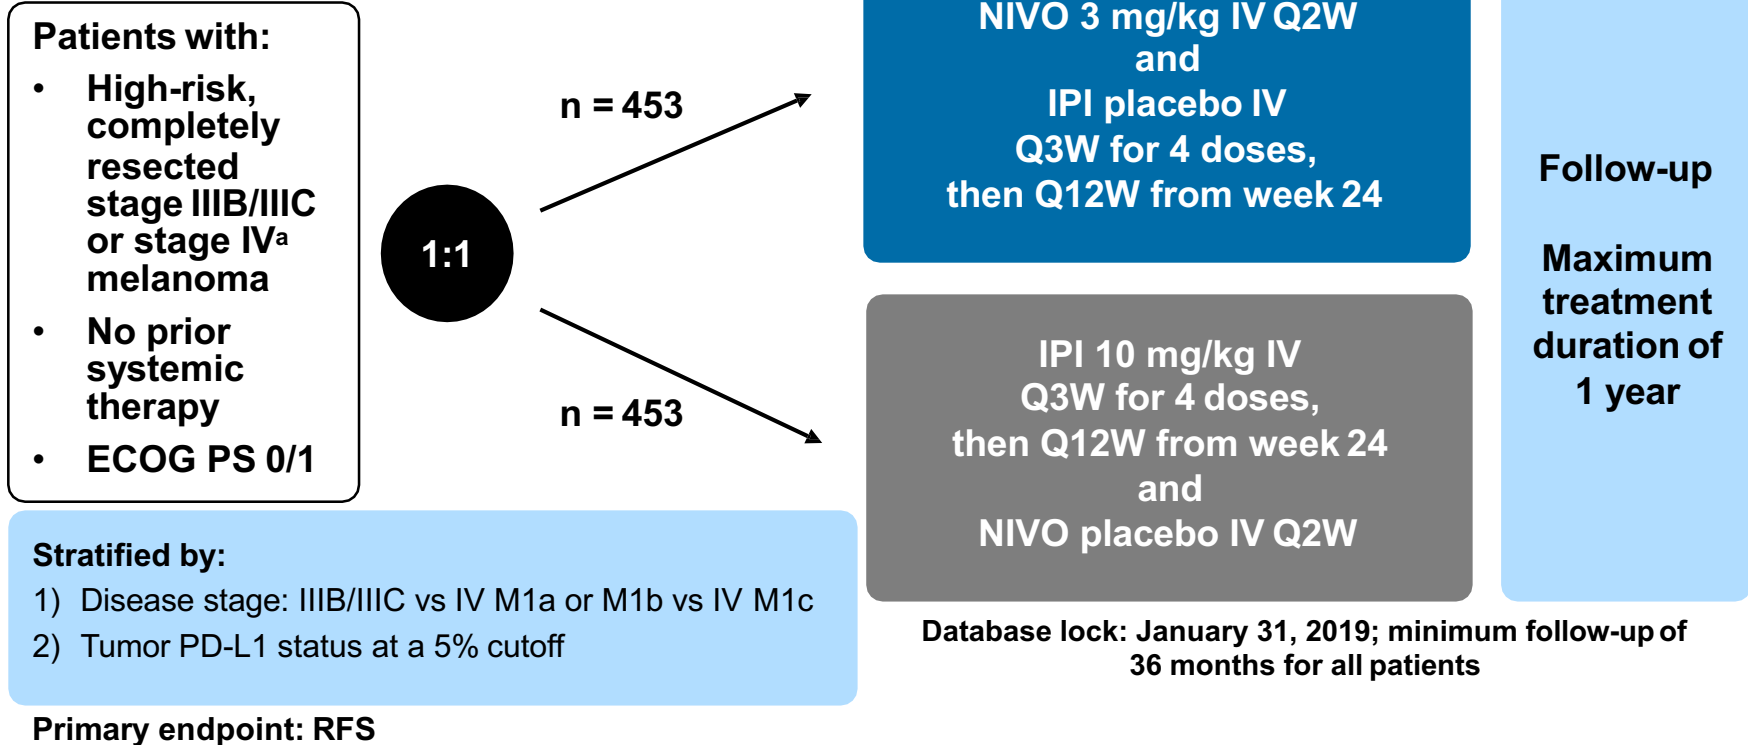 Patients with:
• High-risk,
completely
resected
stage IIIB/IIIC
or stage IVᵃ
melanoma
• No prior
systemic
therapy
• ECOG PS 0/1
n = 453
1:1
n = 453
NIVO 3 mg/kg IV Q2W
and
IPI placebo IV
Q3W for 4 doses,
then Q12W from week 24
IPI 10 mg/kg IV
Q3W for 4 doses,
then Q12W from week 24
and
NIVO placebo IV Q2W
Follow-up
Maximum
treatment
duration of
1 year
Stratified by:
1) Disease stage: IIIB/IIIC vs IV M1a or M1b vs IV M1c
2) Tumor PD-L1 status at a 5% cutoff
Database lock: January 31, 2019; minimum follow-up of
36 months for all patients
Primary endpoint: RFS